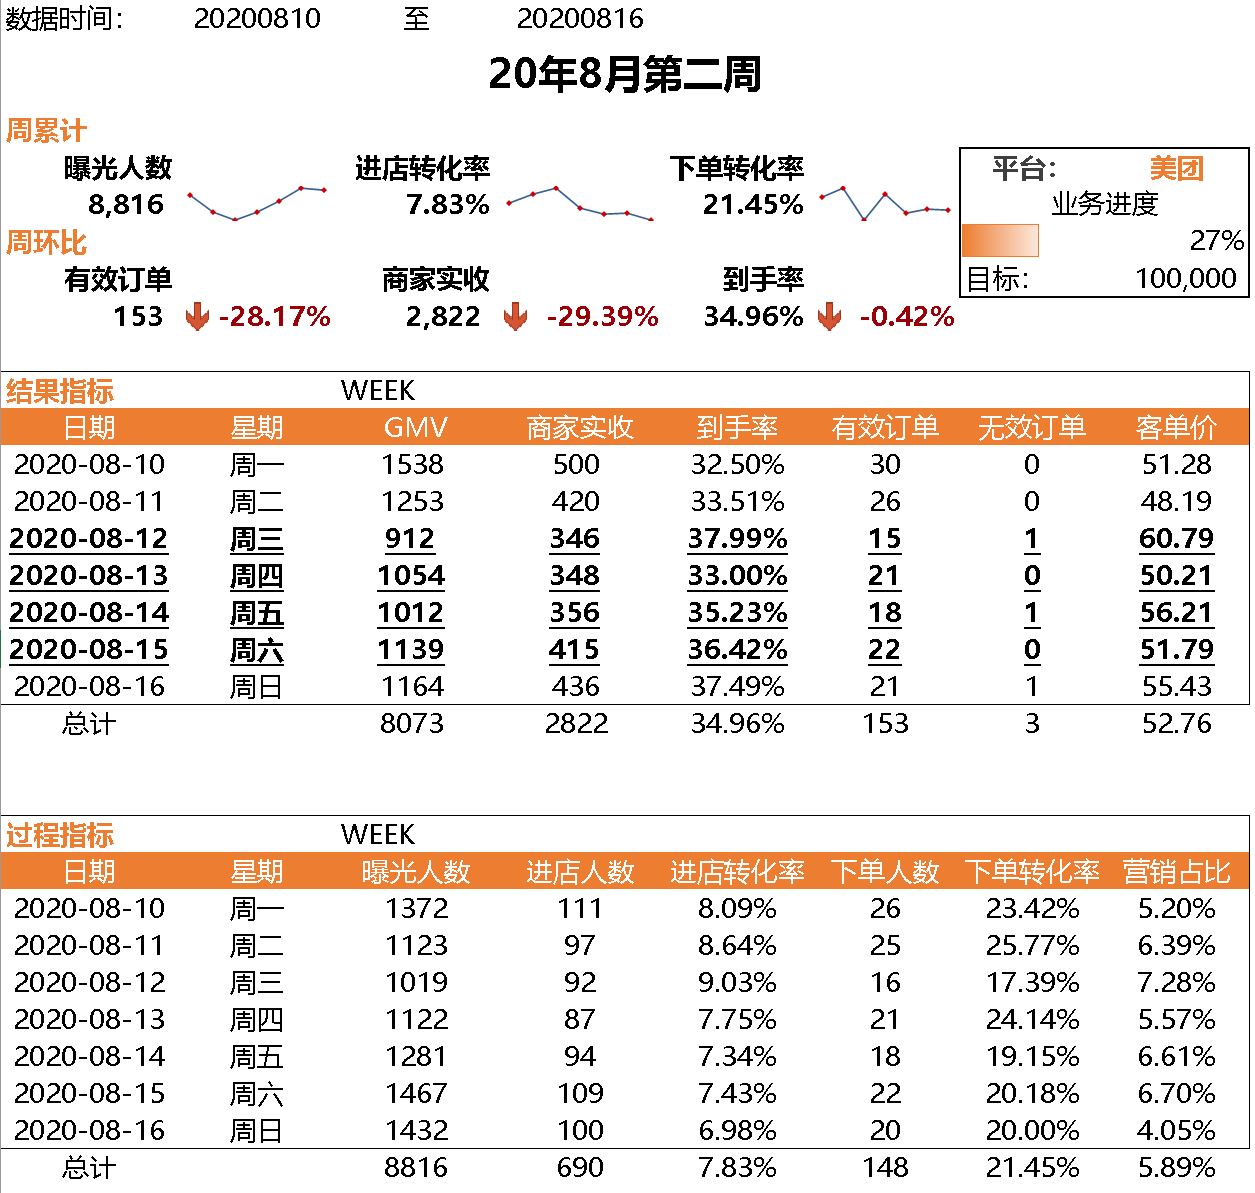 数据时间： 20200810 至 20200816
20年8月第二周
周累计
曝光人数 进店转化率 下单转化率 平台： 美团
8,816 7.83% 21.45% 业务进度
周环比 27%
有效订单 商家实收 到手率 目标： 100,000
153 -28.17% 2,822 -29.39% 34.96% -0.42%
结果指标 WEEK
日期 星期 GMV 商家实收 到手率 有效订单 无效订单 客单价
2020-08-10 周一 1538 500 32.50% 30 0 51.28
2020-08-11 周二 1253 420 33.51% 26 0 48.19
2020-08-12 周三 912 346 37.99% 15 1 60.79
2020-08-13 周四 1054 348 33.00% 21 0 50.21
2020-08-14 周五 1012 356 35.23% 18 1 56.21
2020-08-15 周六 1139 415 36.42% 22 0 51.79
2020-08-16 周日 1164 436 37.49% 21 1 55.43
总计 8073 2822 34.96% 153 3 52.76
过程指标 WEEK
日期 星期 曝光人数 进店人数 进店转化率 下单人数 下单转化率 营销占比
2020-08-10 周一 1372 111 8.09% 26 23.42% 5.20%
2020-08-11 周二 1123 97 8.64% 25 25.77% 6.39%
2020-08-12 周三 1019 92 9.03% 16 17.39% 7.28%
2020-08-13 周四 1122 87 7.75% 21 24.14% 5.57%
2020-08-14 周五 1281 94 7.34% 18 19.15% 6.61%
2020-08-15 周六 1467 109 7.43% 22 20.18% 6.70%
2020-08-16 周日 1432 100 6.98% 20 20.00% 4.05%
总计 8816 690 7.83% 148 21.45% 5.89%